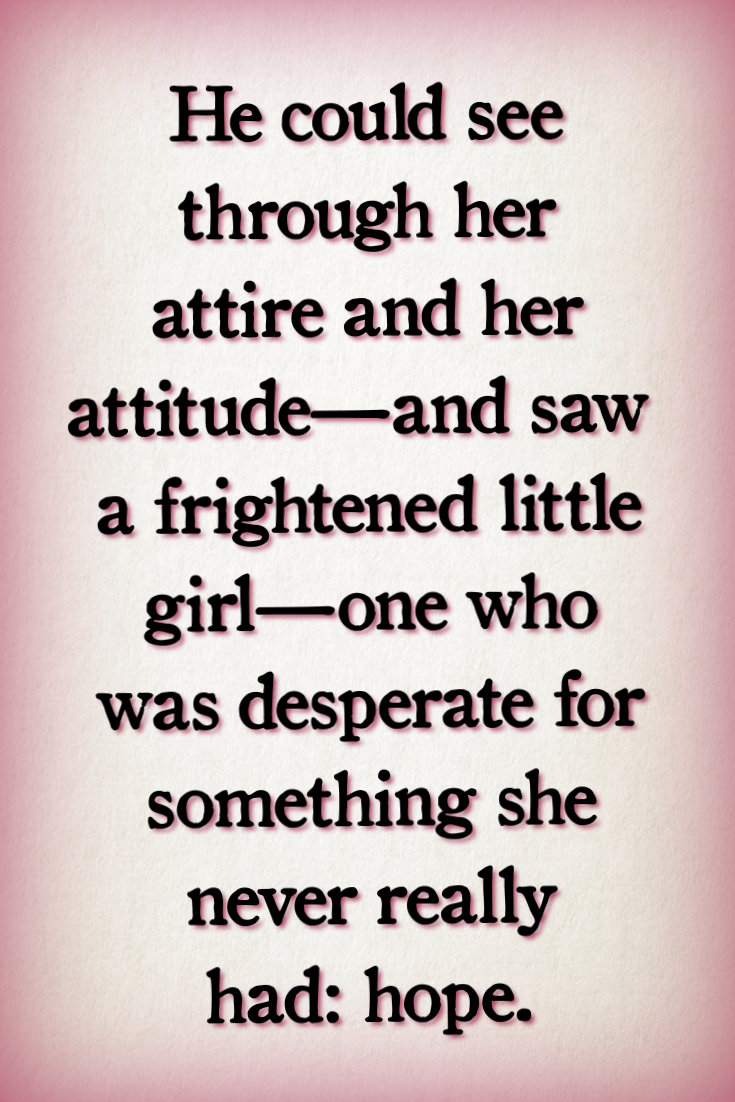 He could see
through her
attire and her
attitude—and saw
a frightened little
girl—one who
was desperate for
something she
never really
had: hope.